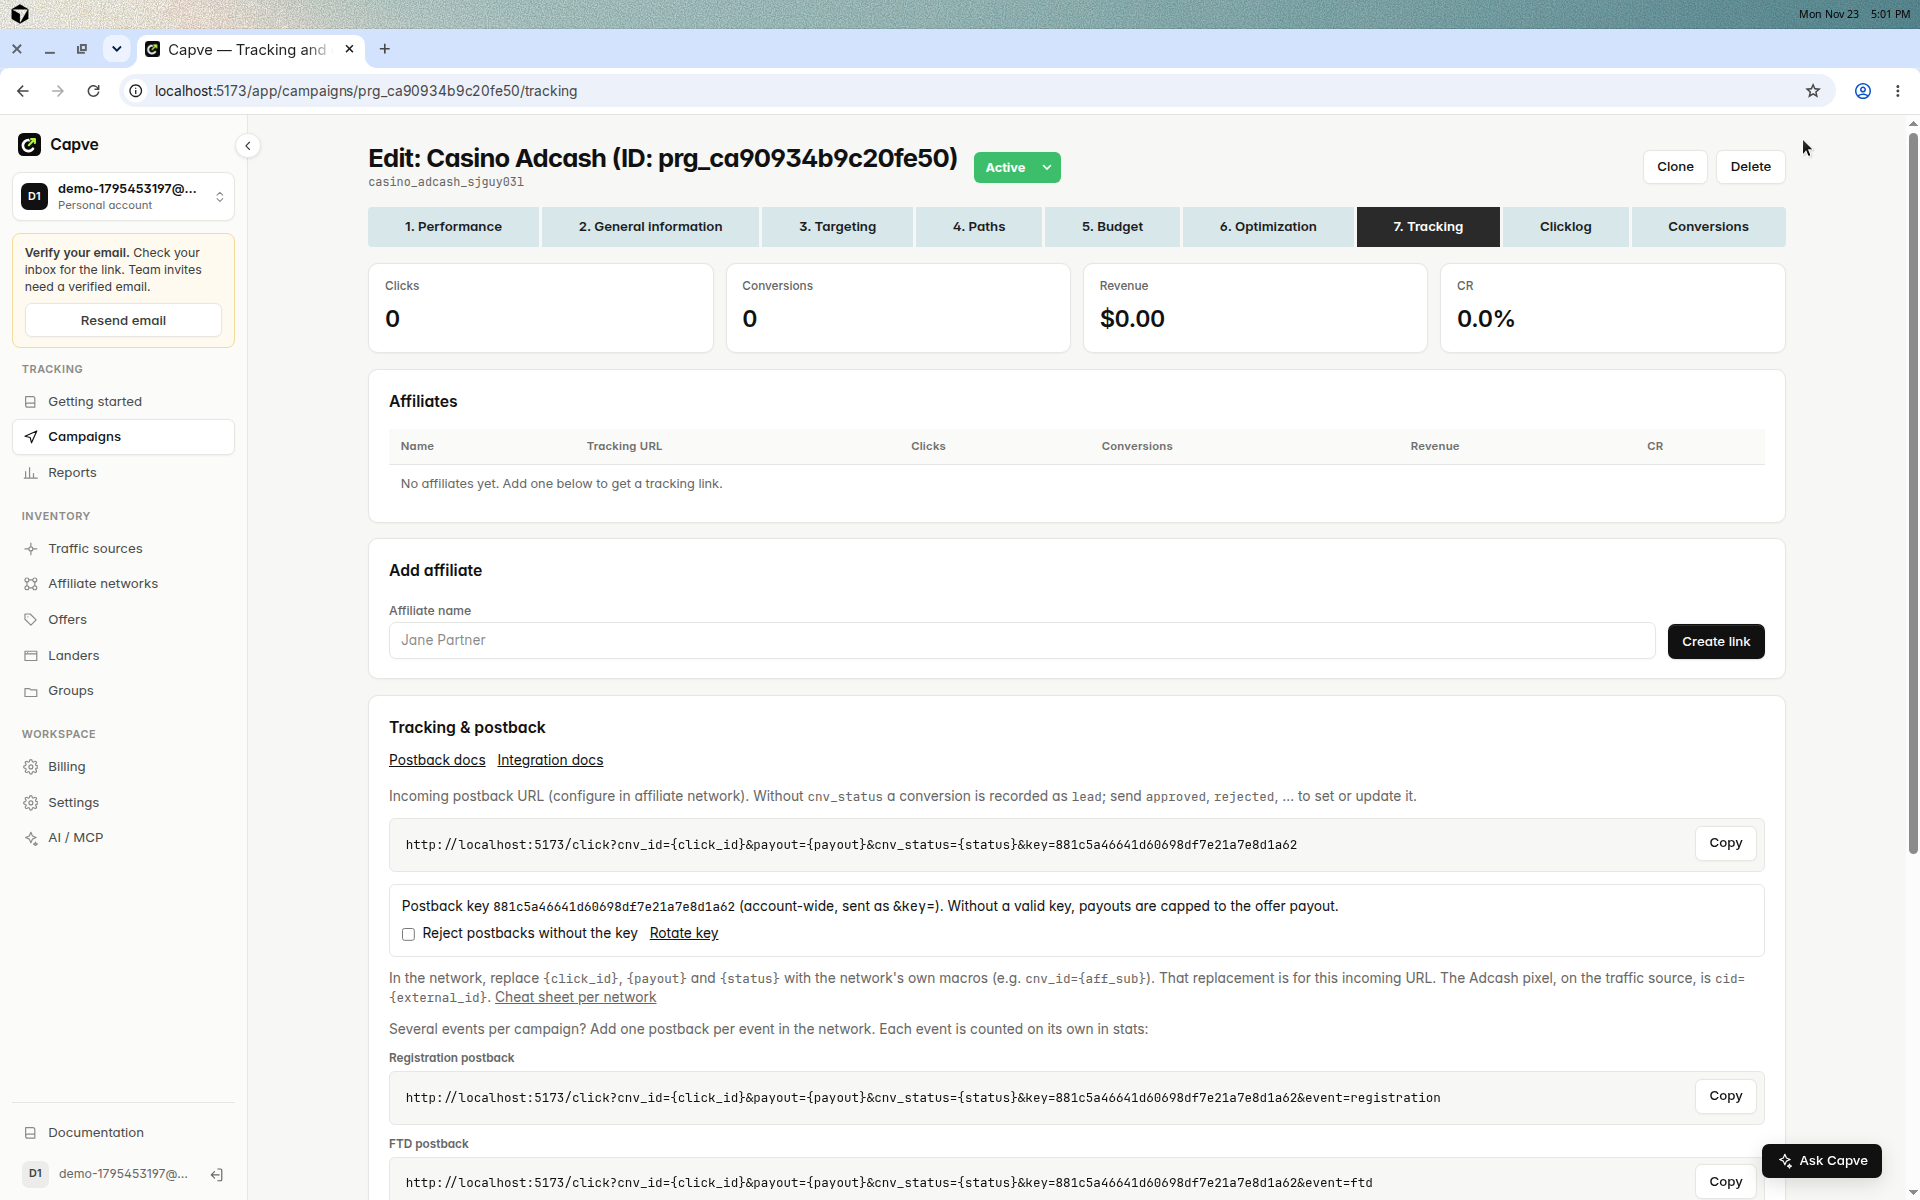 Mon Nov 23 5:01 PM
Capve — Tracking and
localhost:5173/app/campaigns/prg_ca90934b9c20fe50/tracking
Capve
D1
demo-1795453197@...
Personal account
Verify your email. Check your
inbox for the link. Team invites
need a verified email.
Resend email
TRACKING
Getting started
Campaigns
Reports
INVENTORY
Traffic sources
Affiliate networks
Offers
Landers
Groups
WORKSPACE
Billing
Settings
AI / MCP
Documentation
D1 demo-1795453197@...
Edit: Casino Adcash (ID: prg_ca90934b9c20fe50)
Active
casino_adcash_sjguy03l
Clone
Delete
1. Performance
2. General information
3. Targeting
4. Paths
5. Budget
6. Optimization
7. Tracking
Clicklog
Conversions
Clicks
0
Conversions
0
Revenue
$0.00
CR
0.0%
Affiliates
Name Tracking URL Clicks Conversions Revenue CR
No affiliates yet. Add one below to get a tracking link.
Add affiliate
Affiliate name
Jane Partner
Create link
Tracking & postback
Postback docs Integration docs
Incoming postback URL (configure in affiliate network). Without cnv_status a conversion is recorded as lead; send approved, rejected, ... to set or update it.
http://localhost:5173/click?cnv_id={click_id}&payout={payout}&cnv_status={status}&key=881c5a46641d60698df7e21a7e8d1a62
Copy
Postback key 881c5a46641d60698df7e21a7e8d1a62 (account-wide, sent as &key=). Without a valid key, payouts are capped to the offer payout.
Reject postbacks without the key Rotate key
In the network, replace {click_id}, {payout} and {status} with the network's own macros (e.g. cnv_id={aff_sub}). That replacement is for this incoming URL. The Adcash pixel, on the traffic source, is cid=
{external_id}. Cheat sheet per network
Several events per campaign? Add one postback per event in the network. Each event is counted on its own in stats:
Registration postback
http://localhost:5173/click?cnv_id={click_id}&payout={payout}&cnv_status={status}&key=881c5a46641d60698df7e21a7e8d1a62&event=registration
Copy
FTD postback
http://localhost:5173/click?cnv_id={click_id}&payout={payout}&cnv_status={status}&key=881c5a46641d60698df7e21a7e8d1a62&event=ftd
Copy
Ask Capve